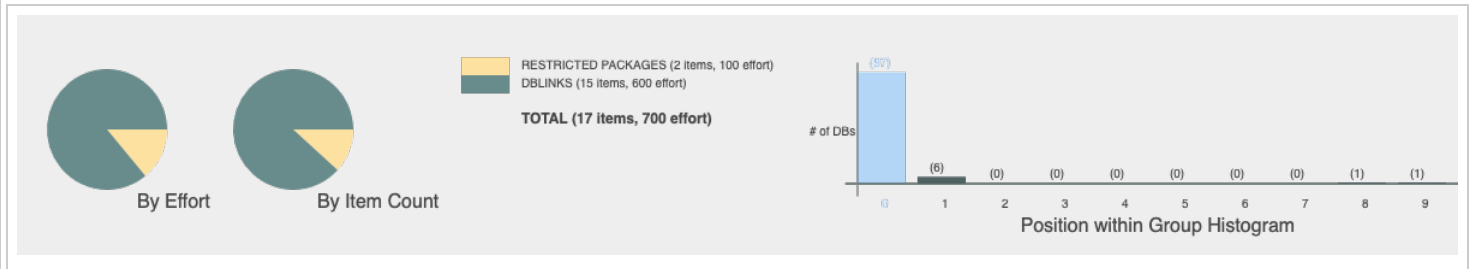 By Effort
By Item Count
RESTRICTED PACKAGES (2 items, 100 effort)
DBLINKS (15 items, 600 effort)
TOTAL (17 items, 700 effort)
# of DBs
(6)
(0)
(0)
(0)
(0)
(0)
(0)
(1)
(1)
1
2
3
4
5
6
7
8
9
Position within Group Histogram